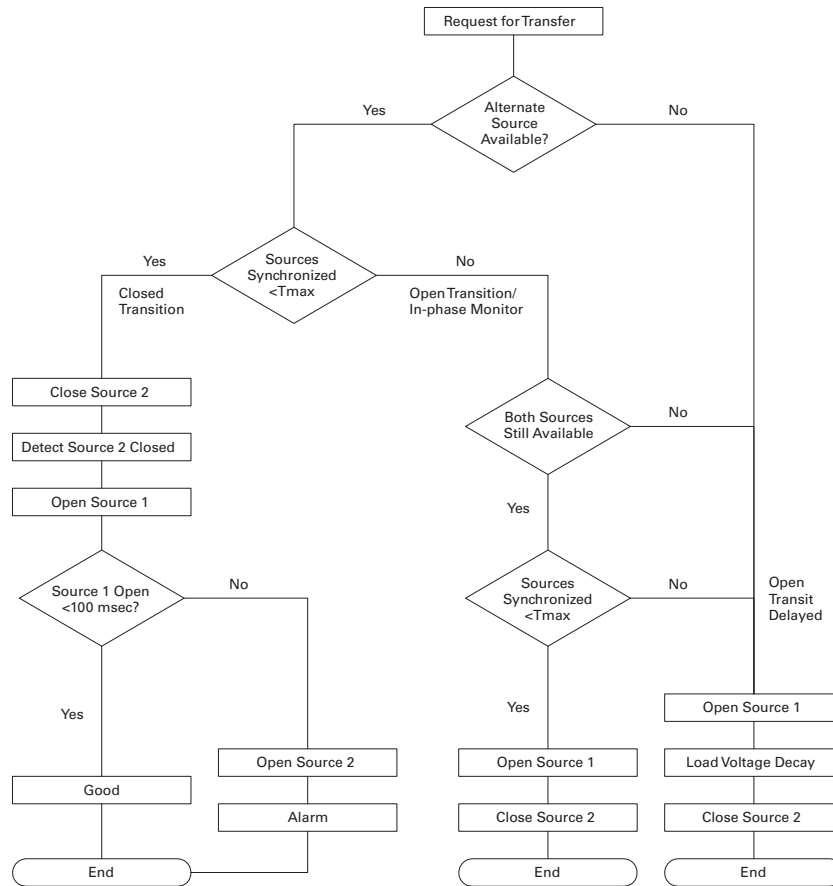 Request for Transfer
Yes
Alternate
Source
Available?
No
Yes
Sources
Synchronized
<Tmax
No
Closed
Transition
Open Transition/
In-phase Monitor
Close Source 2
Both Sources
Still Available
No
Detect Source 2 Closed
Open Source 1
Yes
Source 1 Open
<100 msec?
No
Sources
Synchronized
<Tmax
No
Open
Transit
Delayed
Yes
Yes
Open Source 1
Open Source 2
Open Source 1
Load Voltage Decay
Good
Alarm
Close Source 2
Close Source 2
End
End
End